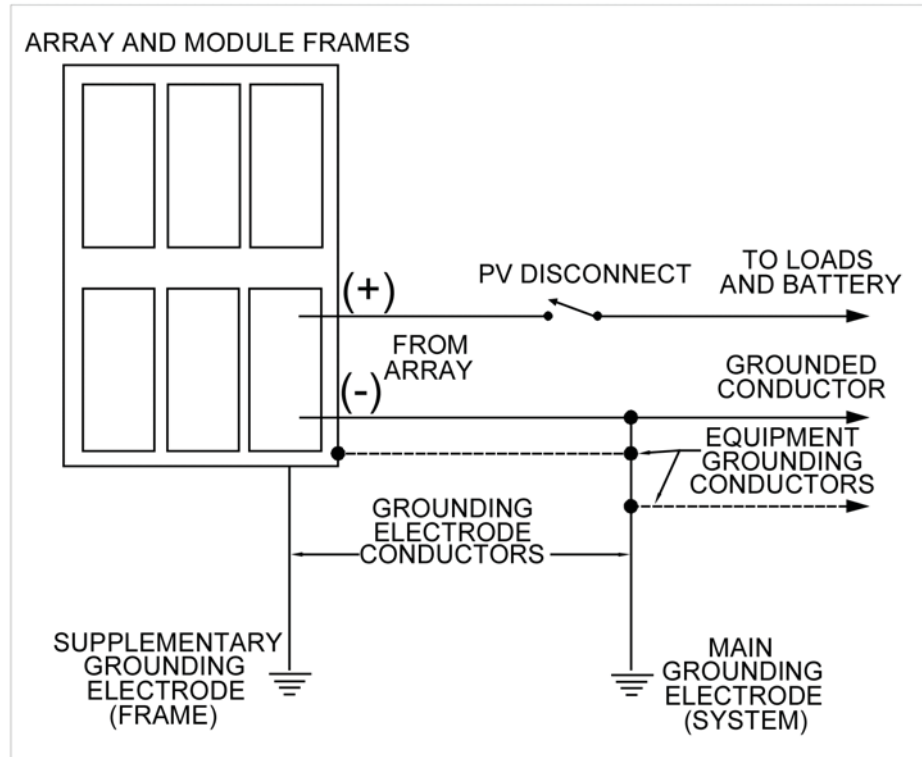 ARRAY AND MODULE FRAMES
(+)
PV DISCONNECT
TO LOADS
AND BATTERY
FROM
ARRAY
(-)
GROUNDED
CONDUCTOR
EQUIPMENT
GROUNDING
CONDUCTORS
GROUNDING
ELECTRODE
CONDUCTORS
SUPPLEMENTARY
GROUNDING
ELECTRODE
(FRAME)
MAIN
GROUNDING
ELECTRODE
(SYSTEM)